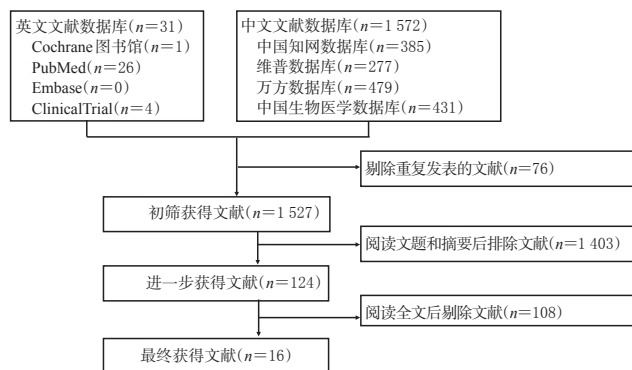 英文文献数据库(n=31)
Cochrane图书馆(n=1)
PubMed(n=26)
Embase(n=0)
ClinicalTrial(n=4)
中文文献数据库(n=1 572)
中国知网数据库(n=385)
维普数据库(n=277)
万方数据库(n=479)
中国生物医学数据库(n=431)
剔除重复发表的文献(n=76)
初筛获得文献(n=1 527)
阅读文题和摘要后排除文献(n=1 403)
进一步获得文献(n=124)
阅读全文后剔除文献(n=108)
最终获得文献(n=16)